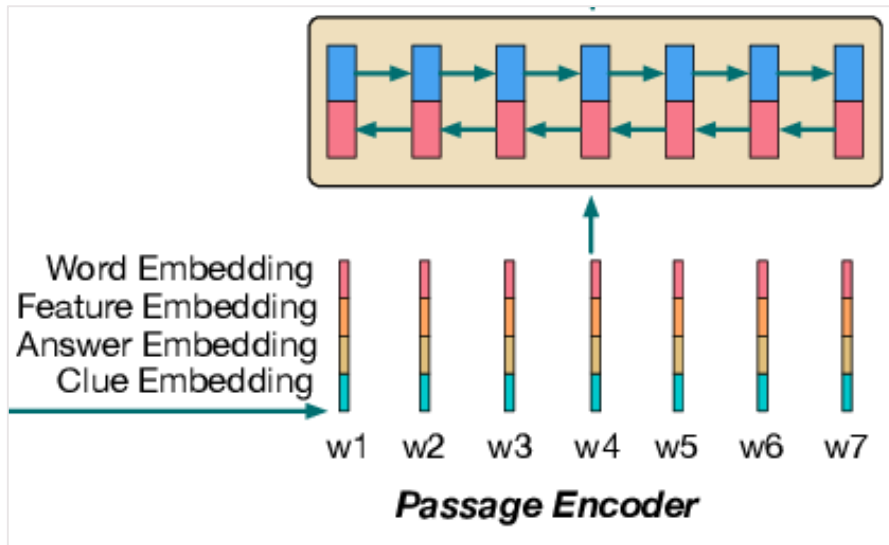 Word Embedding
Feature Embedding
Answer Embedding
Clue Embedding
w1 w2 w3 w4 w5 w6 w7
Passage Encoder